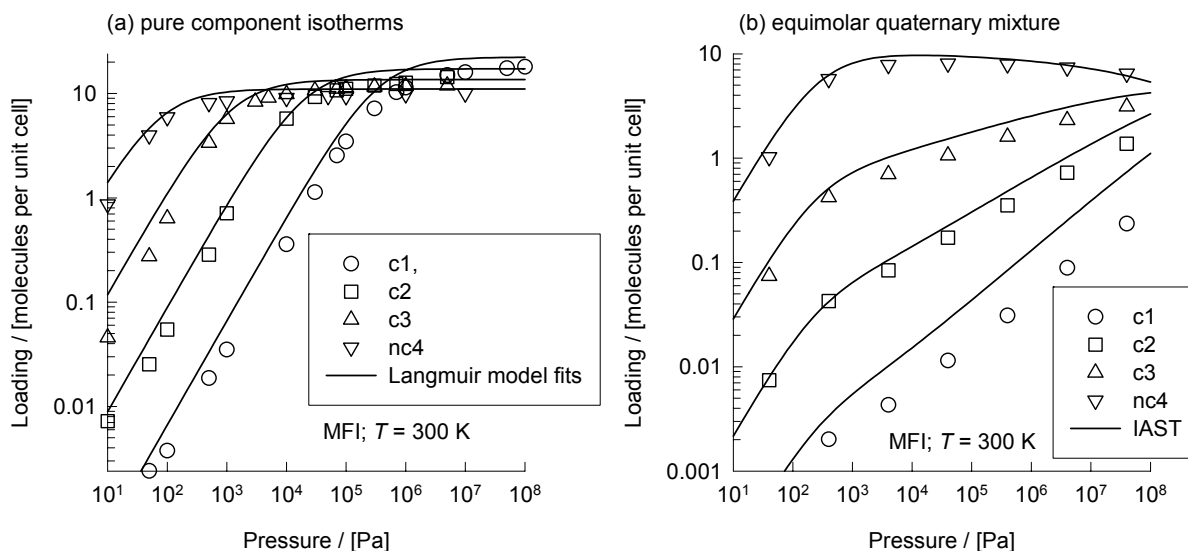 (a) pure component isotherms
Loading / [molecules per unit cell]
10
1
0.1
0.01
c1,
c2
c3
nc4
Langmuir model fits
MFI; T = 300 K
10¹ 10² 10³ 10⁴ 10⁵ 10⁶ 10⁷ 10⁸
Pressure / [Pa]
(b) equimolar quaternary mixture
Loading / [molecules per unit cell]
10
1
0.1
0.01
0.001
c1
c2
c3
nc4
IAST
MFI; T = 300 K
10¹ 10² 10³ 10⁴ 10⁵ 10⁶ 10⁷ 10⁸
Pressure / [Pa]